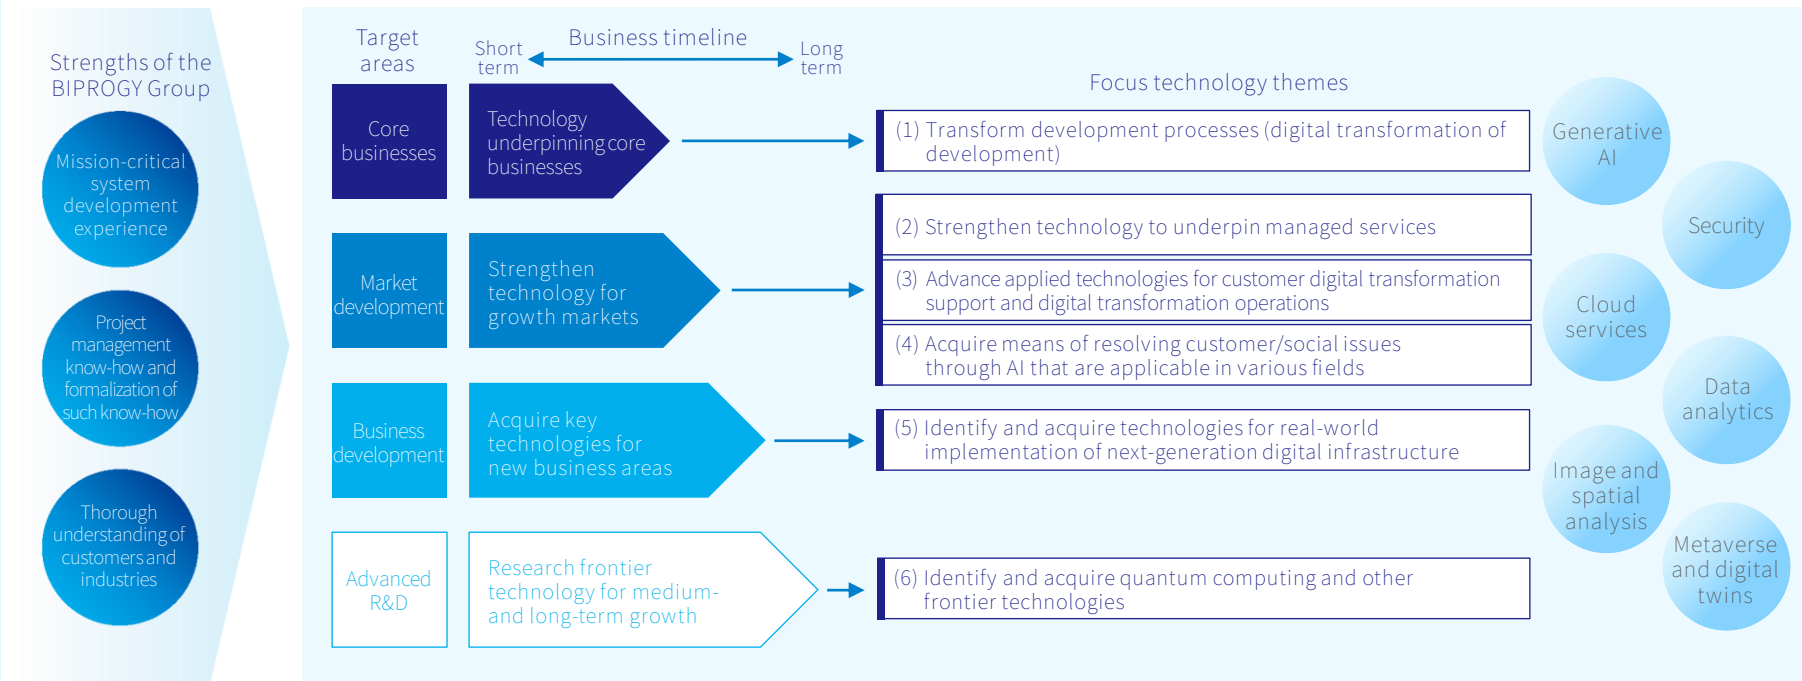 Strengths of the
BIPROGY Group
Mission-critical
system
development
experience
Project
management
know-how and
formalization of
such know-how
Thorough
understanding of
customers and
industries
Target
areas
Business timeline
Short
term
Long
term
Focus technology themes
Core
businesses
Technology
underpinning core
businesses
(1) Transform development processes (digital transformation of
development)
Market
development
Strengthen
technology for
growth markets
(2) Strengthen technology to underpin managed services
(3) Advance applied technologies for customer digital transformation
support and digital transformation operations
(4) Acquire means of resolving customer/social issues
through AI that are applicable in various fields
Business
development
Acquire key
technologies for
new business areas
(5) Identify and acquire technologies for real-world
implementation of next-generation digital infrastructure
Advanced
R&D
Research frontier
technology for medium-
and long-term growth
(6) Identify and acquire quantum computing and other
frontier technologies
Generative
AI
Security
Cloud
services
Data
analytics
Image and
spatial
analysis
Metaverse
and digital
twins